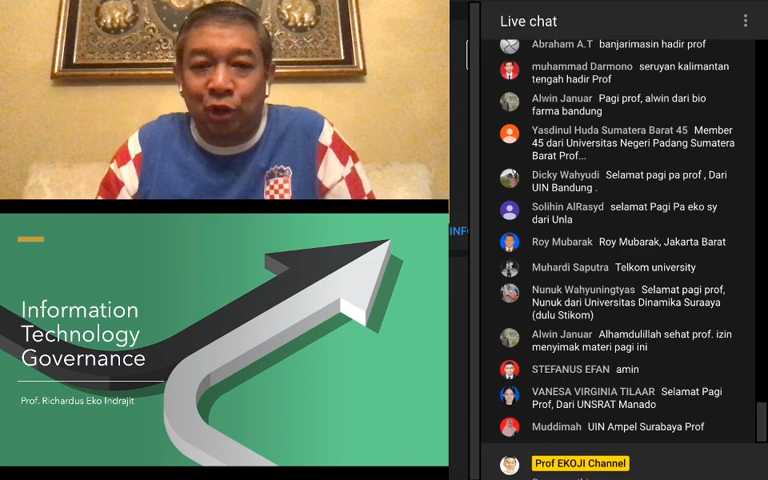 Information
Technology
Governance
Prof. Richardus Eko Indrajit
INFO
Live chat
Abraham A.T banjarimasin hadir prof
muhammad Darmono seruyan kalimantan
tengah hadir Prof
Alwin Januar Pagi prof, alwin dari bio
farma bandung
Yasdinul Huda Sumatera Barat 45 Member
45 dari Universitas Negeri Padang Sumatera
Barat Prof...
Dicky Wahyudi Selamat pagi pa prof , Dari
UIN Bandung .
Solihin AlRasyd selamat Pagi Pa eko sy
dari Unla
Roy Mubarak Roy Mubarak, Jakarta Barat
Muhardi Saputra Telkom university
Nunuk Wahyuningtyas Selamat pagi prof,
Nunuk dari Universitas Dinamika Suraaya
(dulu Stikom)
Alwin Januar Alhamdulillah sehat prof. izin
menyimak materi pagi ini
STEFANUS EFAN amin
VANESA VIRGINIA TILAAR Selamat Pagi
Prof, Dari UNSRAT Manado
Muddimah UIN Ampel Surabaya Prof
Prof EKOJI Channel